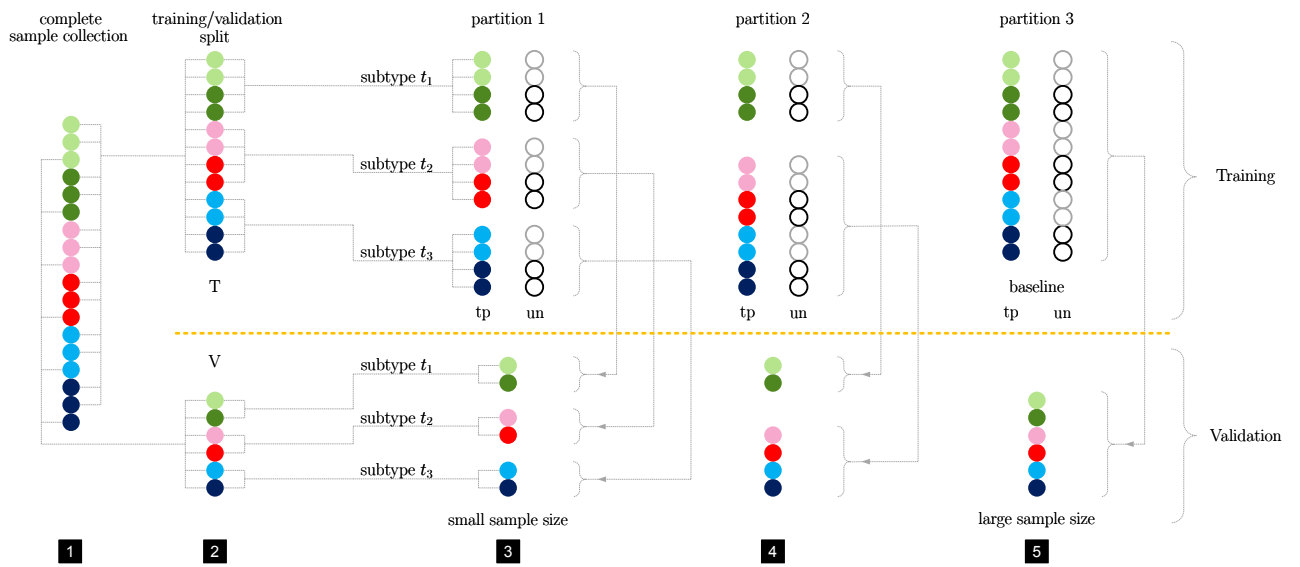 complete
sample collection
training/validation
split
partition 1
partition 2
partition 3
subtype t₁
subtype t₂
subtype t₃
Training
T
baseline
tp un
tp un
tp un
V
subtype t₁
subtype t₂
subtype t₃
Validation
small sample size
large sample size
1
2
3
4
5